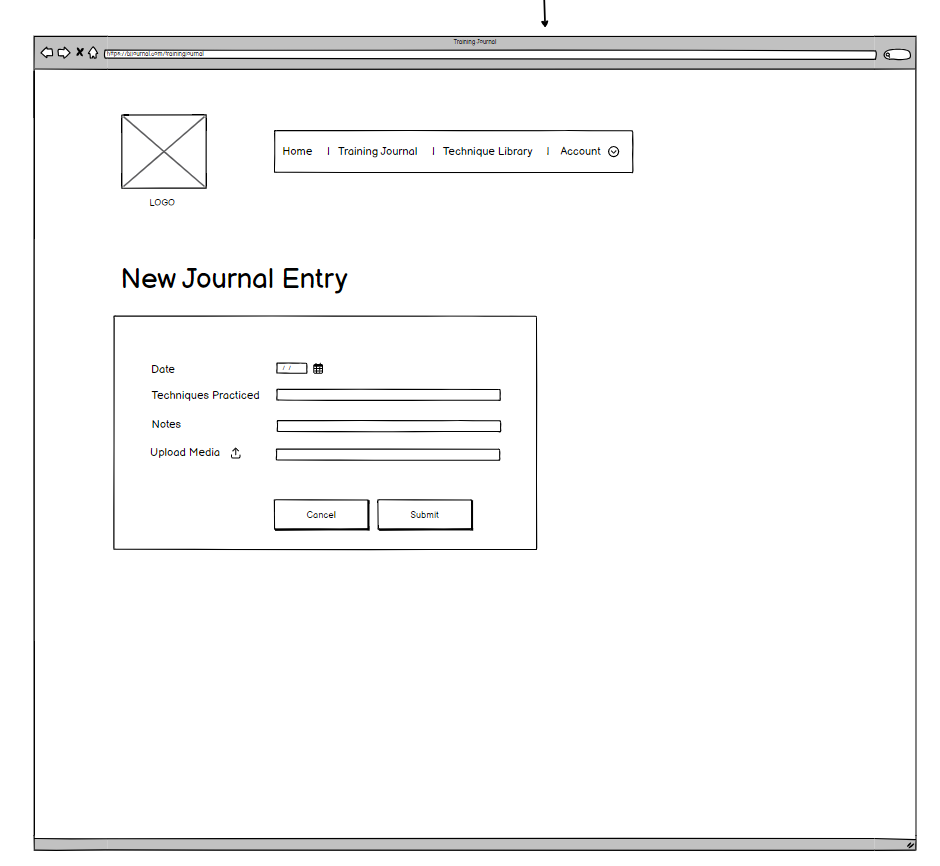 Training Journal
https://bjjournal.com/trainingjournal
Home | Training Journal | Technique Library | Account
LOGO
New Journal Entry
Date / /
Techniques Practiced
Notes
Upload Media
Cancel Submit